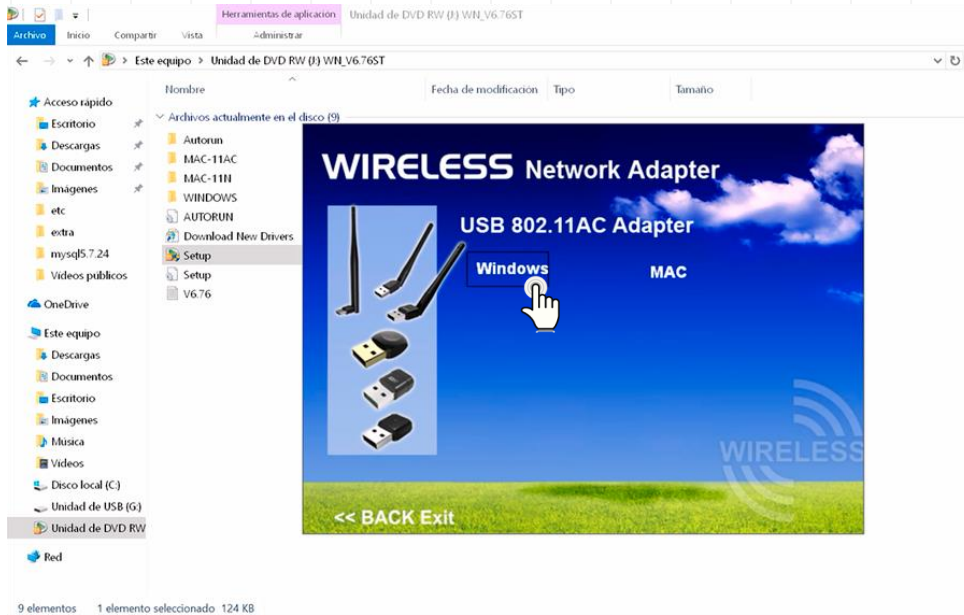 Herramientas de aplicación Unidad de DVD RW (J:) WN_V6.76ST
Archivo Inicio Compartir Vista Administrar
Este equipo > Unidad de DVD RW (J:) WN_V6.76ST
Nombre Fecha de modificación Tipo Tamaño
Archivos actualmente en el disco (9)
Autorun
MAC-11AC
MAC-11N
WINDOWS
AUTORUN
Download New Drivers
Setup
Setup
V6.76
Acceso rápido
Escritorio
Descargas
Documentos
Imágenes
etc
extra
mysql5.7.24
Vídeos públicos
OneDrive
Este equipo
Descargas
Documentos
Escritorio
Imágenes
Música
Vídeos
Disco local (C:)
Unidad de USB (G:)
Unidad de DVD RW
Red
WIRELESS Network Adapter
USB 802.11AC Adapter
Windows MAC
WIRELESS
<< BACK Exit
9 elementos 1 elemento seleccionado 124 KB